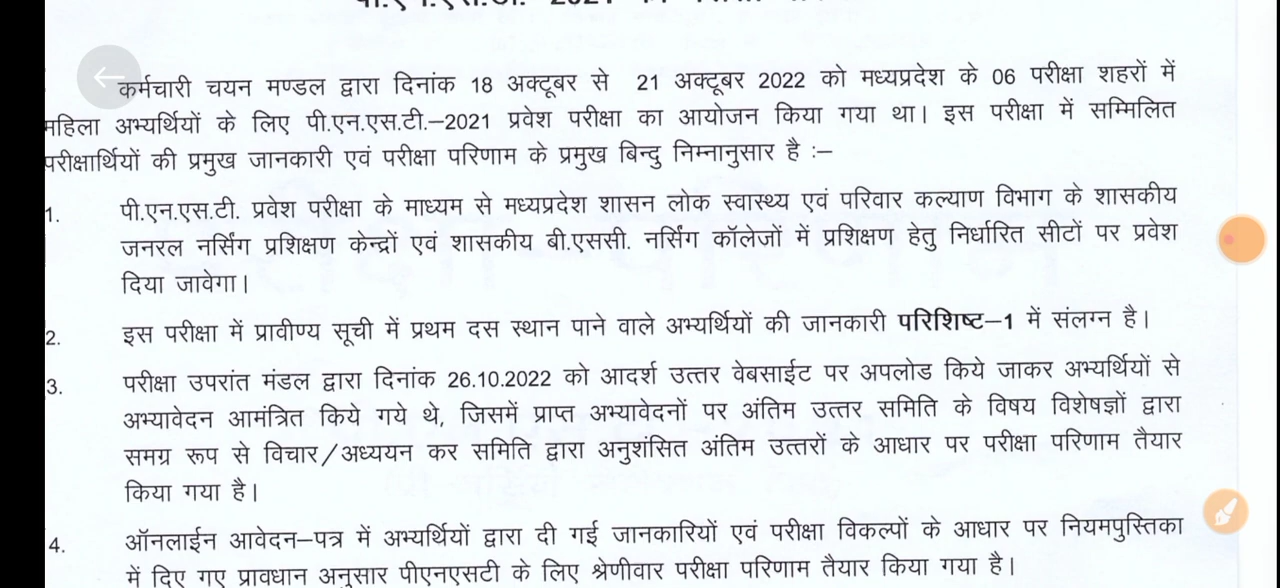 कर्मचारी चयन मण्डल द्वारा दिनांक 18 अक्टूबर से 21 अक्टूबर 2022 को मध्यप्रदेश के 06 परीक्षा शहरों में
महिला अभ्यर्थियों के लिए पी.एन.एस.टी.–2021 प्रवेश परीक्षा का आयोजन किया गया था। इस परीक्षा में सम्मिलित
परीक्षार्थियों की प्रमुख जानकारी एवं परीक्षा परिणाम के प्रमुख बिन्दु निम्नानुसार है :–
1. पी.एन.एस.टी. प्रवेश परीक्षा के माध्यम से मध्यप्रदेश शासन लोक स्वास्थ्य एवं परिवार कल्याण विभाग के शासकीय
जनरल नर्सिंग प्रशिक्षण केन्द्रों एवं शासकीय बी.एससी. नर्सिंग कॉलेजों में प्रशिक्षण हेतु निर्धारित सीटों पर प्रवेश
दिया जावेगा।
2. इस परीक्षा में प्रावीण्य सूची में प्रथम दस स्थान पाने वाले अभ्यर्थियों की जानकारी परिशिष्ट–1 में संलग्न है।
3. परीक्षा उपरांत मंडल द्वारा दिनांक 26.10.2022 को आदर्श उत्तर वेबसाईट पर अपलोड किये जाकर अभ्यर्थियों से
अभ्यावेदन आमंत्रित किये गये थे, जिसमें प्राप्त अभ्यावेदनों पर अंतिम उत्तर समिति के विषय विशेषज्ञों द्वारा
समग्र रूप से विचार/अध्ययन कर समिति द्वारा अनुशंसित अंतिम उत्तरों के आधार पर परीक्षा परिणाम तैयार
किया गया है।
4. ऑनलाईन आवेदन–पत्र में अभ्यर्थियों द्वारा दी गई जानकारियों एवं परीक्षा विकल्पों के आधार पर नियमपुस्तिका
में दिए गए प्रावधान अनुसार पीएनएसटी के लिए श्रेणीवार परीक्षा परिणाम तैयार किया गया है।